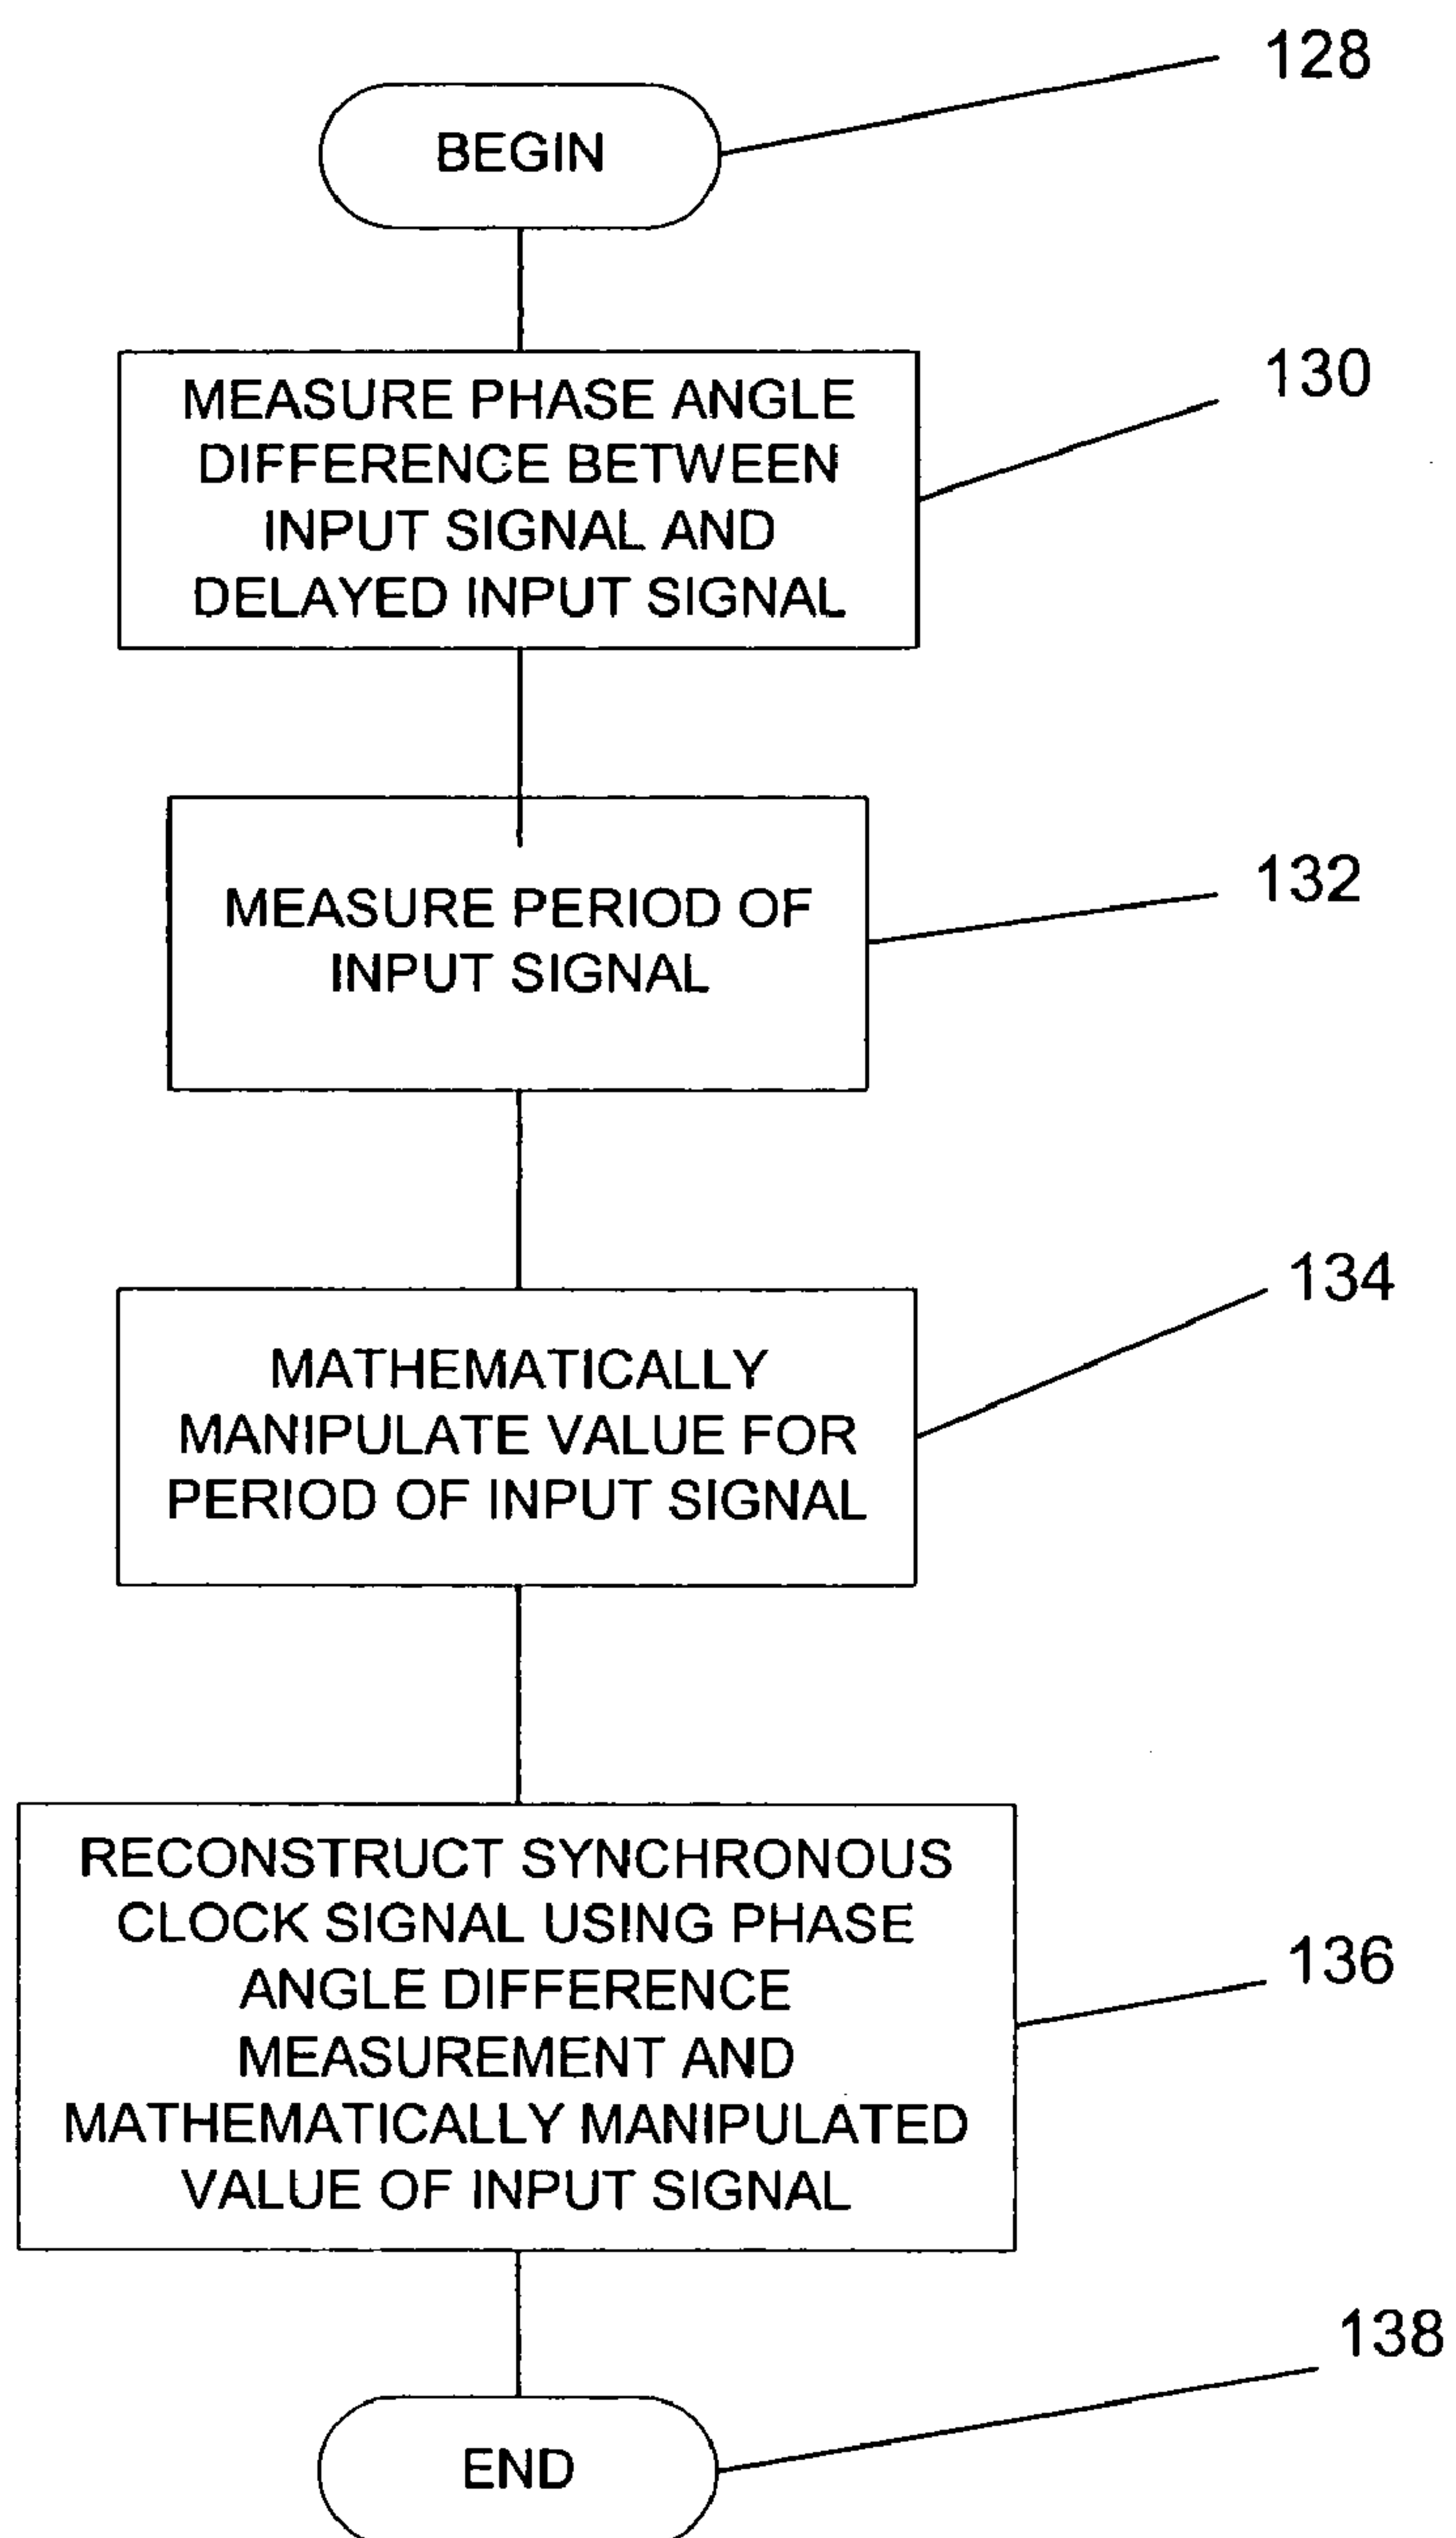 128
BEGIN
130
MEASURE PHASE ANGLE
DIFFERENCE BETWEEN
INPUT SIGNAL AND
DELAYED INPUT SIGNAL
132
MEASURE PERIOD OF
INPUT SIGNAL
134
MATHEMATICALLY
MANIPULATE VALUE FOR
PERIOD OF INPUT SIGNAL
RECONSTRUCT SYNCHRONOUS
CLOCK SIGNAL USING PHASE
136
ANGLE DIFFERENCE
MEASUREMENT AND
MATHEMATICALLY MANIPULATED
VALUE OF INPUT SIGNAL
138
END